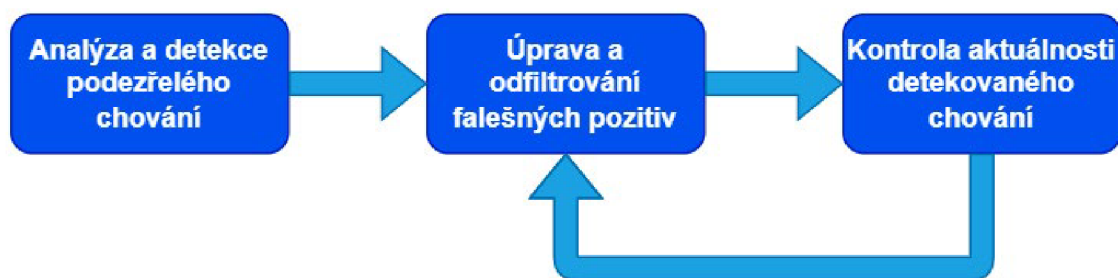 Analýza a detekce
podezřelého
chování
Úprava a
odfiltrování
falešných pozitiv
Kontrola aktuálnosti
detekovaného
chování